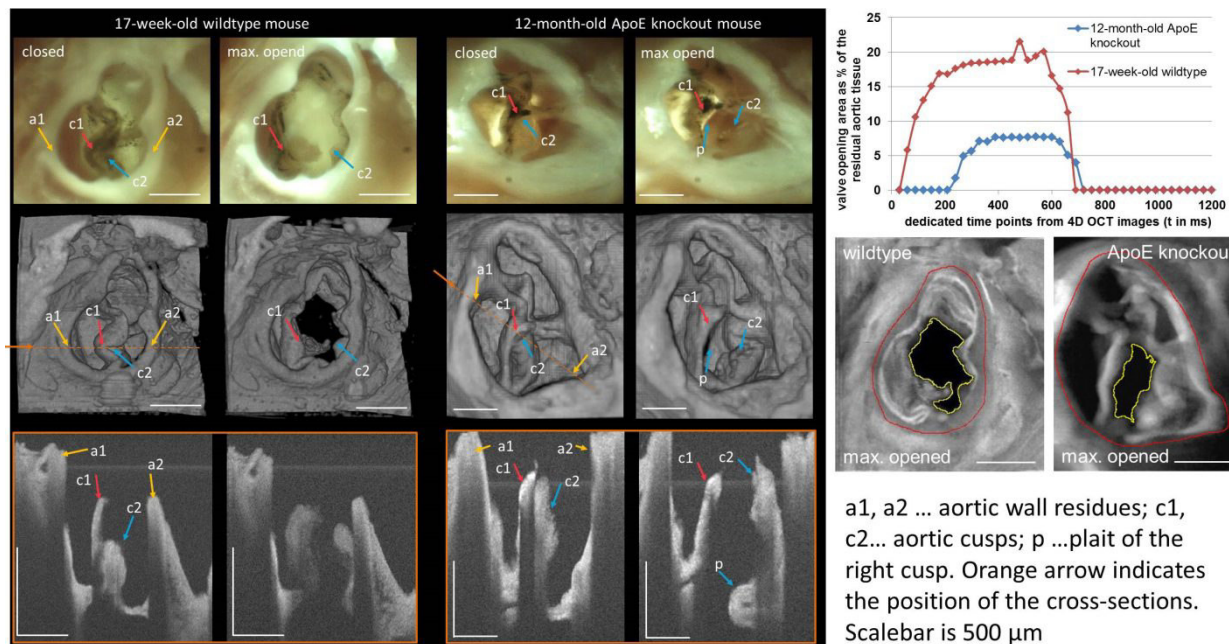 17-week-old wildtype mouse
12-month-old ApoE knockout mouse
closed
max. opend
closed
max opend
a1
c1
a2
c2
c1
c2
c1
c2
c1
c2
p
a1
c1
a2
c2
c1
c2
a1
c1
c2
a2
c1
c2
p
a1
c1
a2
c2
a1
a2
c1
c2
c1
c2
p
valve opening area as % of the
residual aortic tissue
25
20
15
10
5
0
0 200 400 600 800 1000 1200
dedicated time points from 4D OCT images (t in ms)
12-month-old ApoE
knockout
17-week-old wildtype
wildtype
max. opened
ApoE knockout
max. opened
a1, a2 ... aortic wall residues; c1,
c2... aortic cusps; p ...plait of the
right cusp. Orange arrow indicates
the position of the cross-sections.
Scalebar is 500 µm